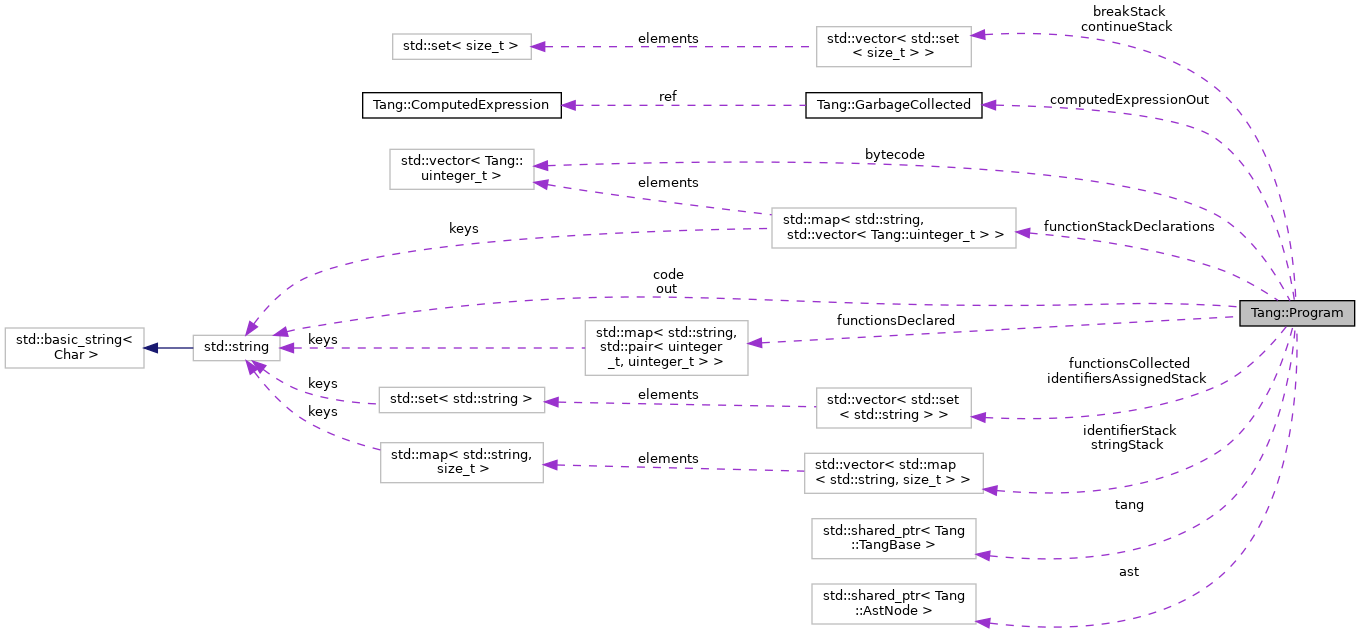 breakStack
continueStack
std::set< size_t >
elements
std::vector< std::set
< size_t > >
Tang::ComputedExpression
ref
Tang::GarbageCollected
computedExpressionOut
std::vector< Tang::
uinteger_t >
bytecode
elements
std::map< std::string,
std::vector< Tang::uinteger_t > >
functionStackDeclarations
keys
code
out
std::basic_string<
Char >
std::string
keys
std::map< std::string,
std::pair< uinteger
_t, uinteger_t > >
functionsDeclared
Tang::Program
functionsCollected
identifiersAssignedStack
keys
std::set< std::string >
elements
std::vector< std::set
< std::string > >
keys
std::map< std::string,
size_t >
elements
std::vector< std::map
< std::string, size_t > >
identifierStack
stringStack
tang
std::shared_ptr< Tang
::TangBase >
ast
std::shared_ptr< Tang
::AstNode >